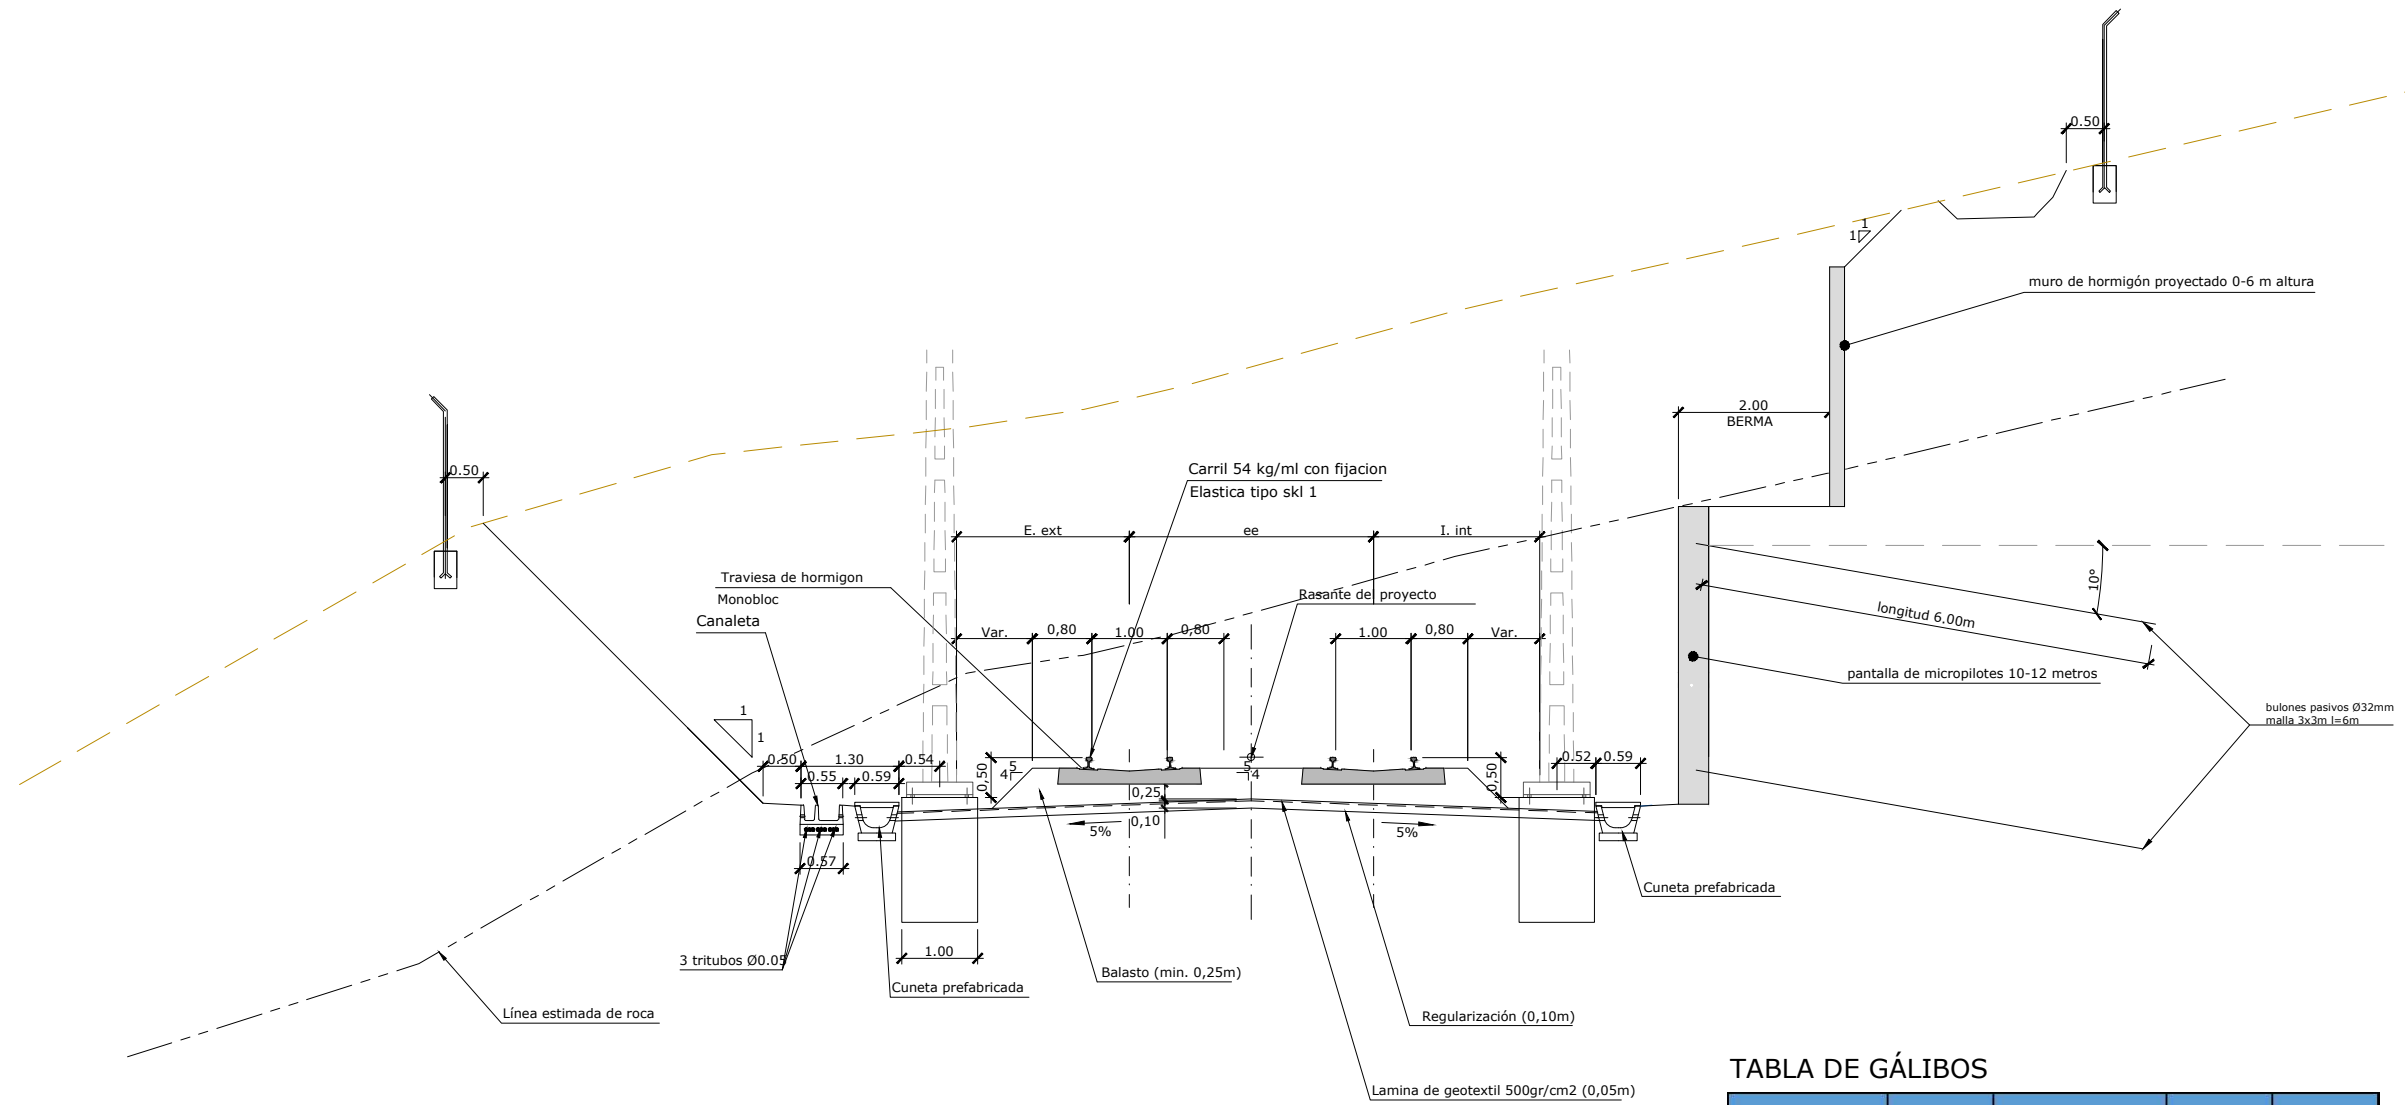 0.50
1
1
muro de hormigón proyectado 0-6 m altura
2.00
BERMA
0.50
Carril 54 kg/ml con fijacion
Elastica tipo skl 1
E. ext
ee
I. int
Traviesa de hormigon
Monobloc
Canaleta
Rasante del proyecto
10°
longitud 6.00m
Var.
0,80
1.00
0,80
1.00
0,80
Var.
pantalla de micropilotes 10-12 metros
bulones pasivos Ø32mm
malla 3x3m l=6m
1
1
0.50
1.30
0.54
0.55
0.59
0,50
5
4
5
4
0,50
0.52
0.59
0,25
0,10
5%
5%
0.57
Cuneta prefabricada
1.00
3 tritubos Ø0.05
Balasto (min. 0,25m)
Cuneta prefabricada
Línea estimada de roca
Regularización (0,10m)
Lamina de geotextil 500gr/cm2 (0,05m)
TABLA DE GÁLIBOS